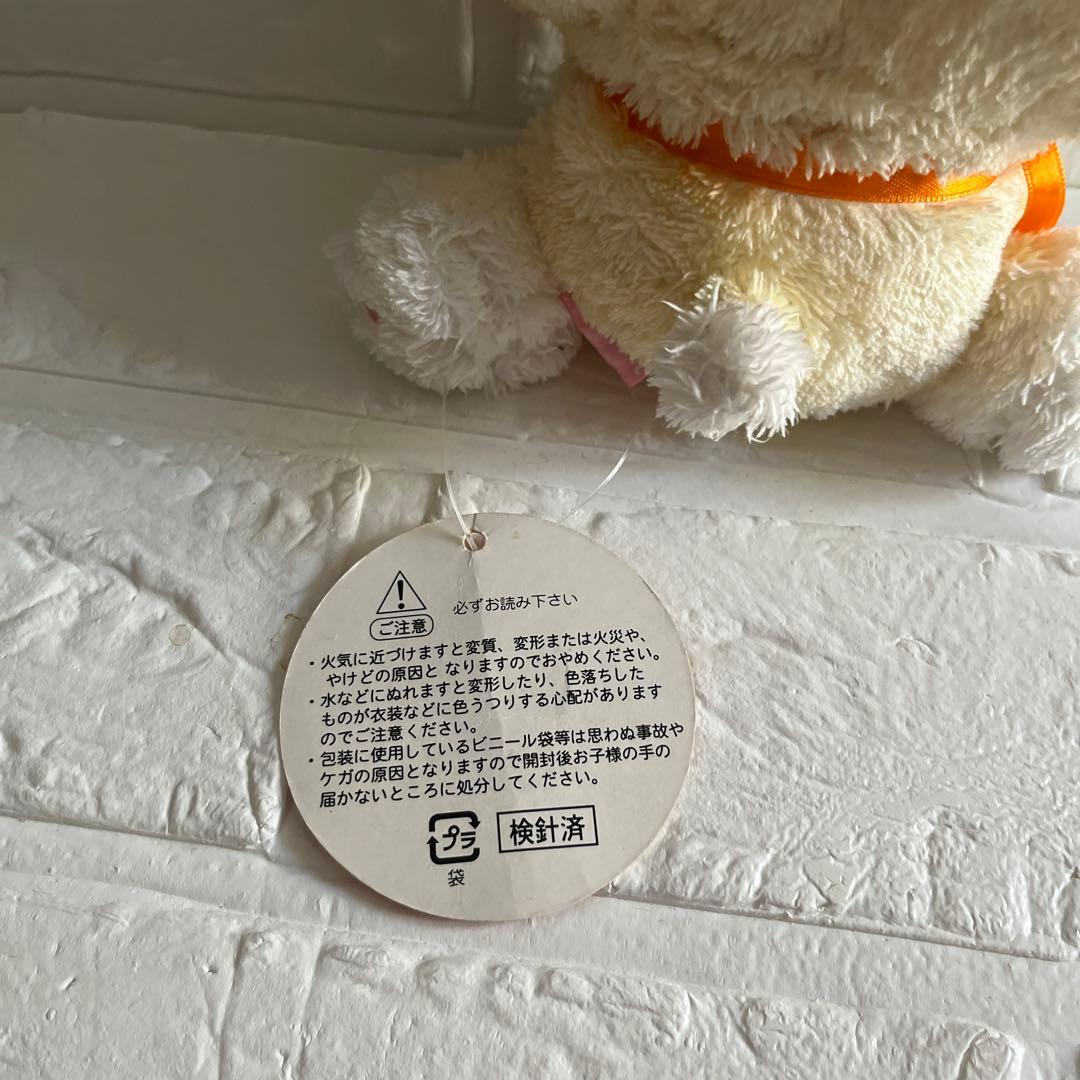 必ずお読み下さい
ご注意
・火気に近づけますと変質、変形または火災や、
やけどの原因と なりますのでおやめください。
・水などにぬれますと変形したり、色落ちした
ものが衣装などに色うつりする心配があります
のでご注意ください。
・包装に使用しているビニール袋等は思わぬ事故や
ケガの原因となりますので開封後お子様の手の
届かないところに処分してください。
プラ
検針済
袋